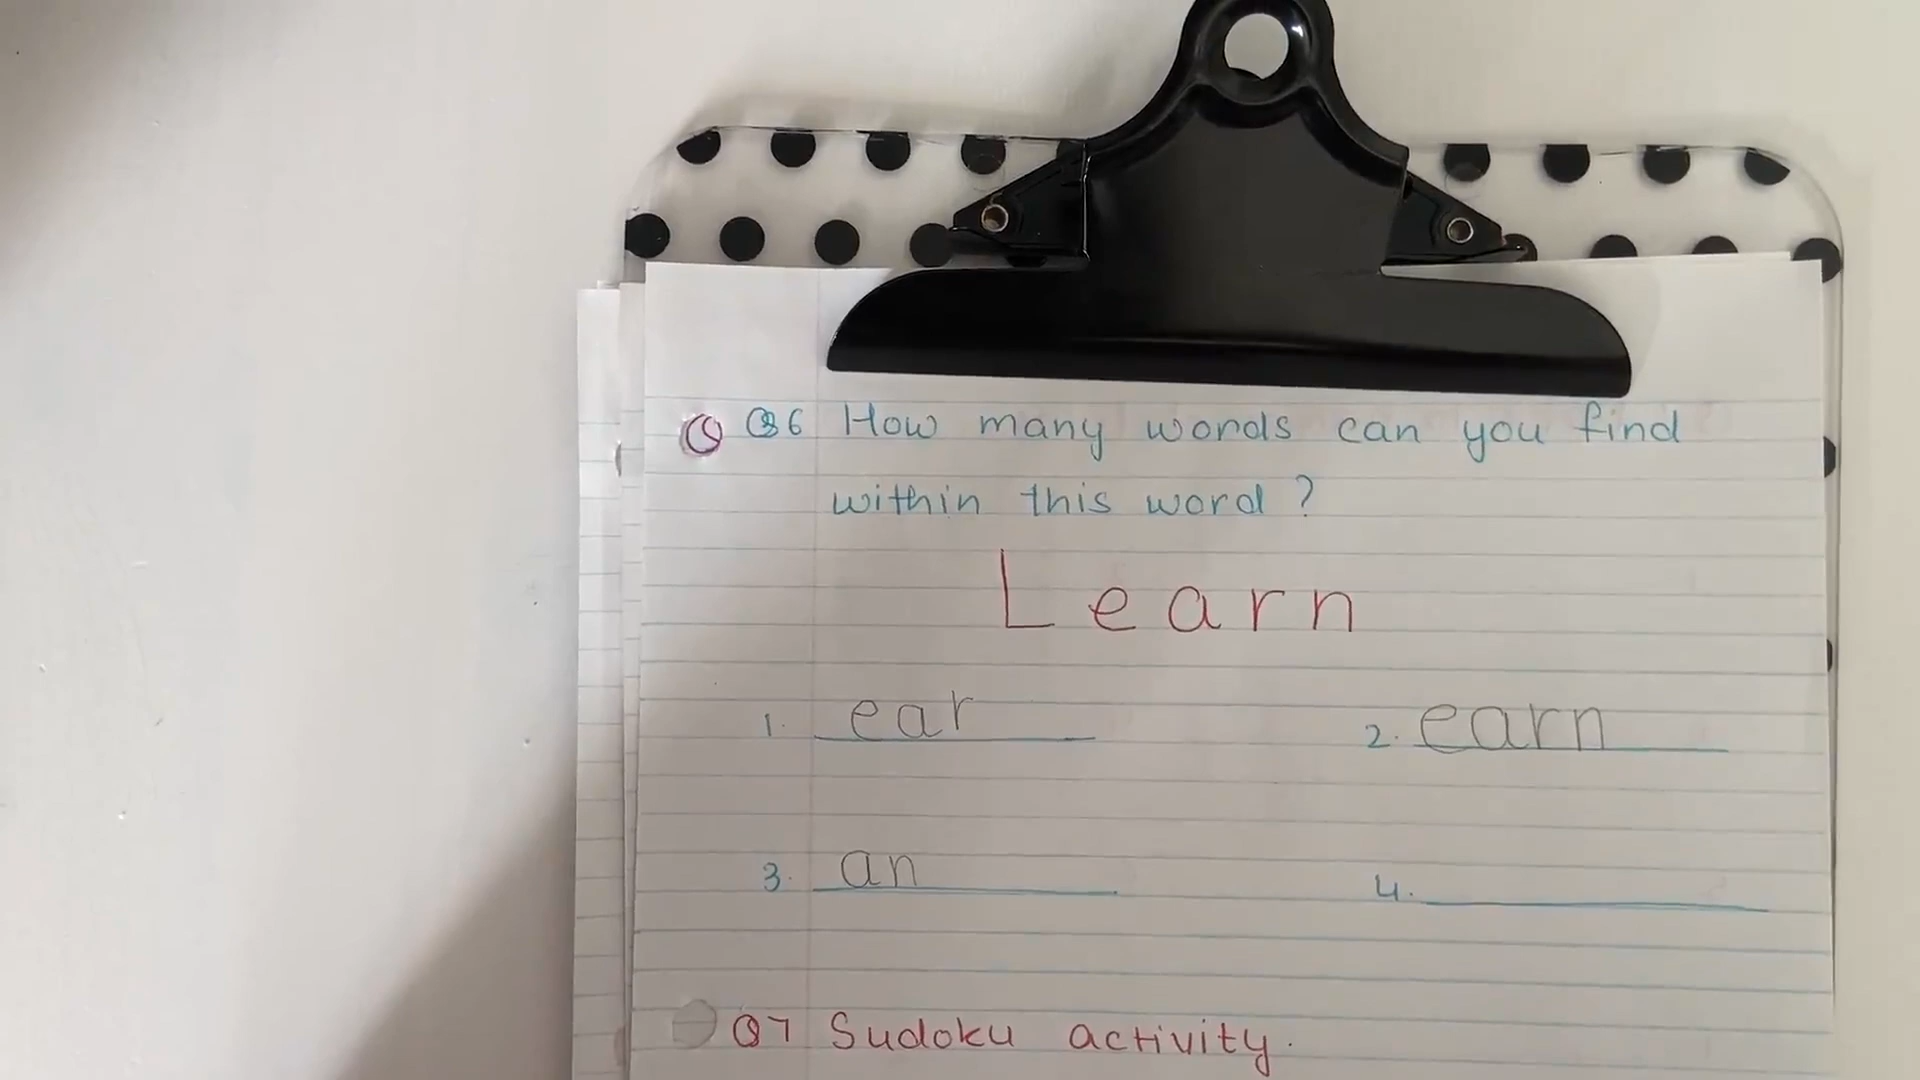 Q6 How many words can you find
within this word ?
Learn
1. ear 2. earn
3. an 4.
Q7 Sudoku activity.